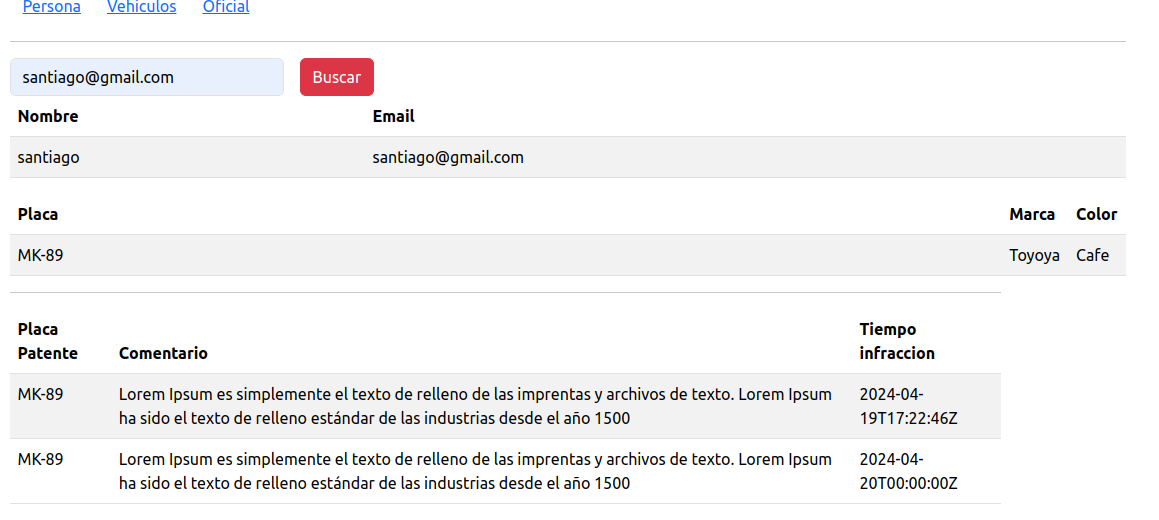 Persona Vehiculos Oficial
santiago@gmail.com Buscar
Nombre Email
santiago santiago@gmail.com
Placa Marca Color
MK-89 Toyoya Cafe
Placa Tiempo
Patente Comentario infraccion
MK-89 Lorem Ipsum es simplemente el texto de relleno de las imprentas y archivos de texto. Lorem Ipsum 2024-04-
ha sido el texto de relleno estándar de las industrias desde el año 1500 19T17:22:46Z
MK-89 Lorem Ipsum es simplemente el texto de relleno de las imprentas y archivos de texto. Lorem Ipsum 2024-04-
ha sido el texto de relleno estándar de las industrias desde el año 1500 20T00:00:00Z